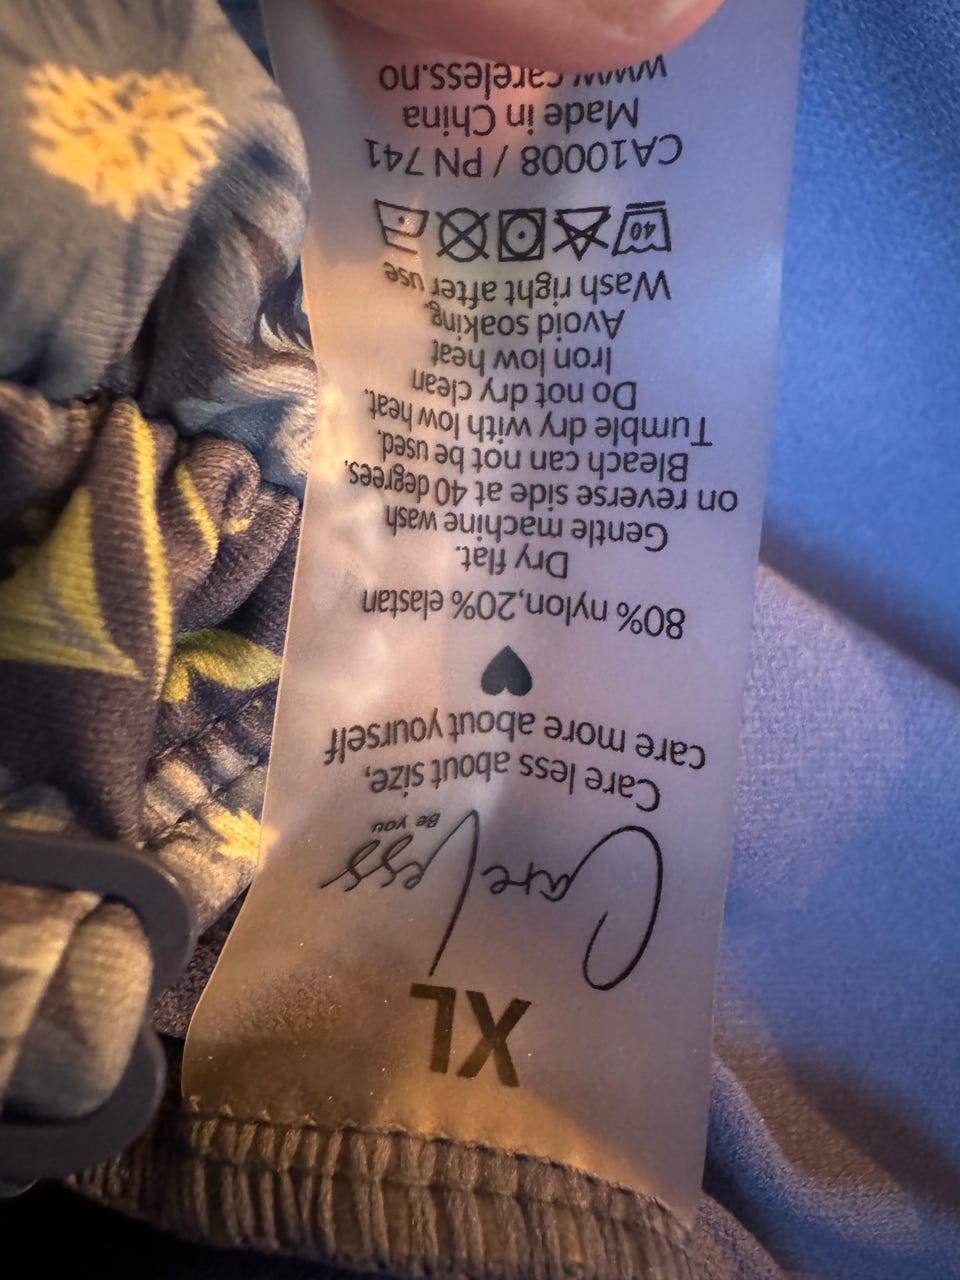 XL
CareLess
Be you
Care less about size,
care more about yourself
80% nylon,20% elastan
Dry flat.
Gentle machine wash
on reverse side at 40 degrees.
Bleach can not be used.
Tumble dry with low heat.
Do not dry clean
Iron low heat
Avoid soaking.
Wash right after use
40
CA10008 / PN 741
Made in China
www.careless.no